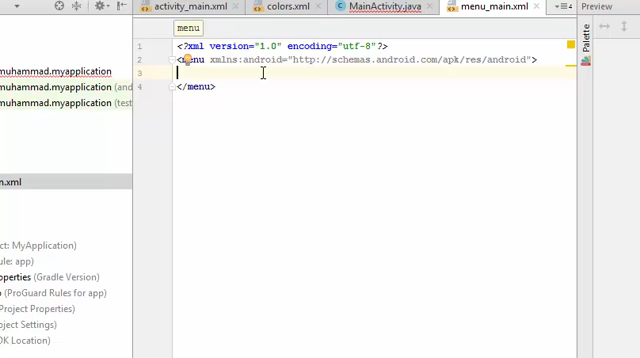 activity_main.xml
colors.xml
MainActivity.java
menu_main.xml
Preview
menu
Palette
1 <?xml version="1.0" encoding="utf-8"?>
2 <menu xmlns:android="http://schemas.android.com/apk/res/android">
3
4 </menu>
muhammad.myapplication
muhammad.myapplication (and
muhammad.myapplication (test
n.xml
ct: MyApplication)
ule: app)
operties (Gradle Version)
o (ProGuard Rules for app)
Project Properties)
oject Settings)
DK Location)